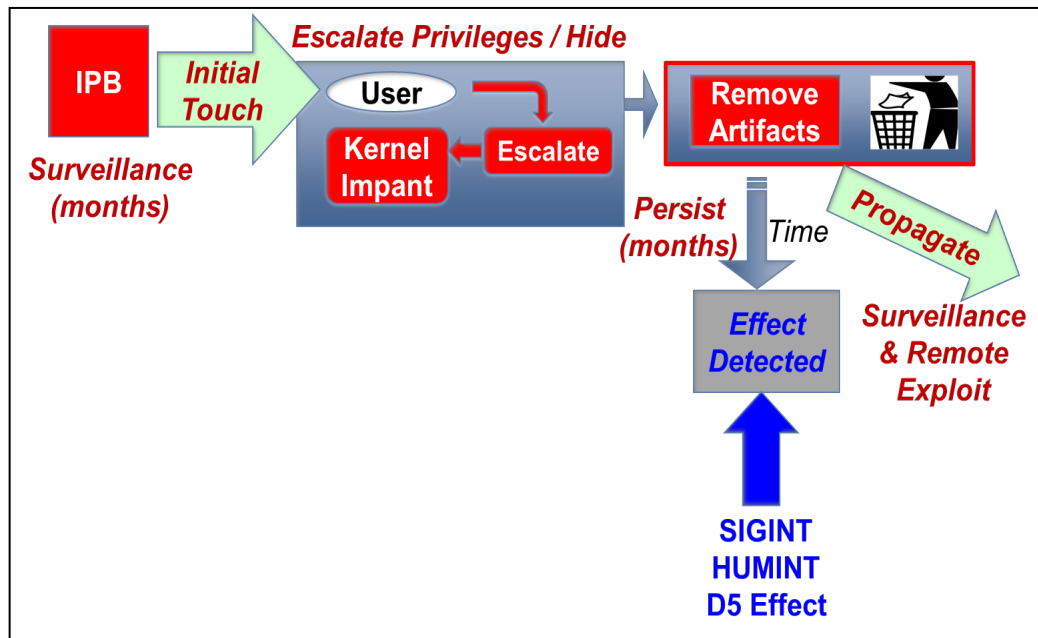 IPB
Surveillance
(months)
Initial
Touch
Escalate Privileges / Hide
User
Escalate
Kernel
Impant
Remove
Artifacts
Persist
(months)
Time
Propagate
Surveillance
& Remote
Exploit
Effect
Detected
SIGINT
HUMINT
D5 Effect